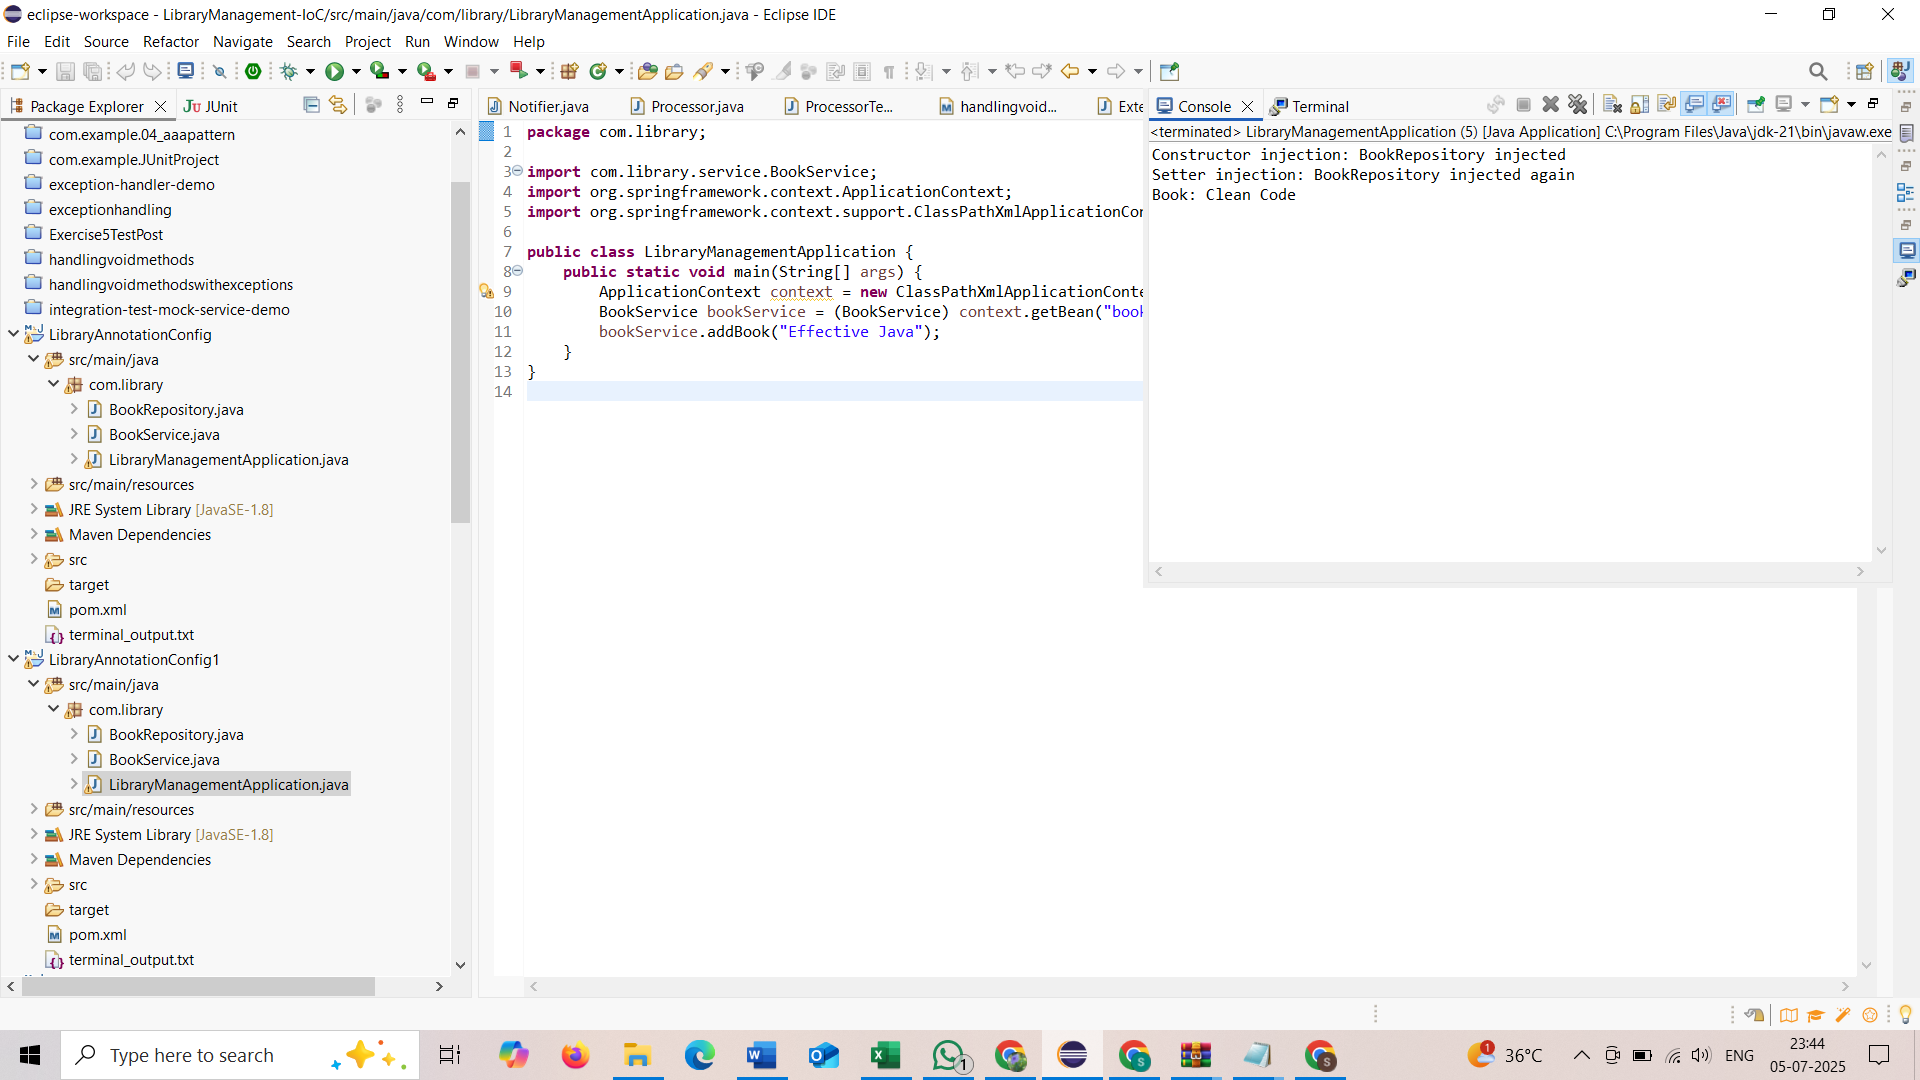 eclipse-workspace - LibraryManagement-IoC/src/main/java/com/library/LibraryManagementApplication.java - Eclipse IDE
File Edit Source Refactor Navigate Search Project Run Window Help
Package Explorer
JUnit
com.example.04_aaapattern
com.example.JUnitProject
exception-handler-demo
exceptionhandling
Exercise5TestPost
handlingvoidmethods
handlingvoidmethodswithexceptions
integration-test-mock-service-demo
LibraryAnnotationConfig
src/main/java
com.library
BookRepository.java
BookService.java
LibraryManagementApplication.java
src/main/resources
JRE System Library [JavaSE-1.8]
Maven Dependencies
src
target
pom.xml
terminal_output.txt
LibraryAnnotationConfig1
src/main/java
com.library
BookRepository.java
BookService.java
LibraryManagementApplication.java
src/main/resources
JRE System Library [JavaSE-1.8]
Maven Dependencies
src
target
pom.xml
terminal_output.txt
Notifier.java Processor.java ProcessorTe... handlingvoid... Exte
1 package com.library;
2
3 import com.library.service.BookService;
4 import org.springframework.context.ApplicationContext;
5 import org.springframework.context.support.ClassPathXmlApplicationCon
6
7 public class LibraryManagementApplication {
8 public static void main(String[] args) {
9 ApplicationContext context = new ClassPathXmlApplicationConte
10 BookService bookService = (BookService) context.getBean("book
11 bookService.addBook("Effective Java");
12 }
13 }
14
Console Terminal
<terminated> LibraryManagementApplication (5) [Java Application] C:\Program Files\Java\jdk-21\bin\javaw.exe
Constructor injection: BookRepository injected
Setter injection: BookRepository injected again
Book: Clean Code
Type here to search
1
1
36°C
ENG
23:44
05-07-2025